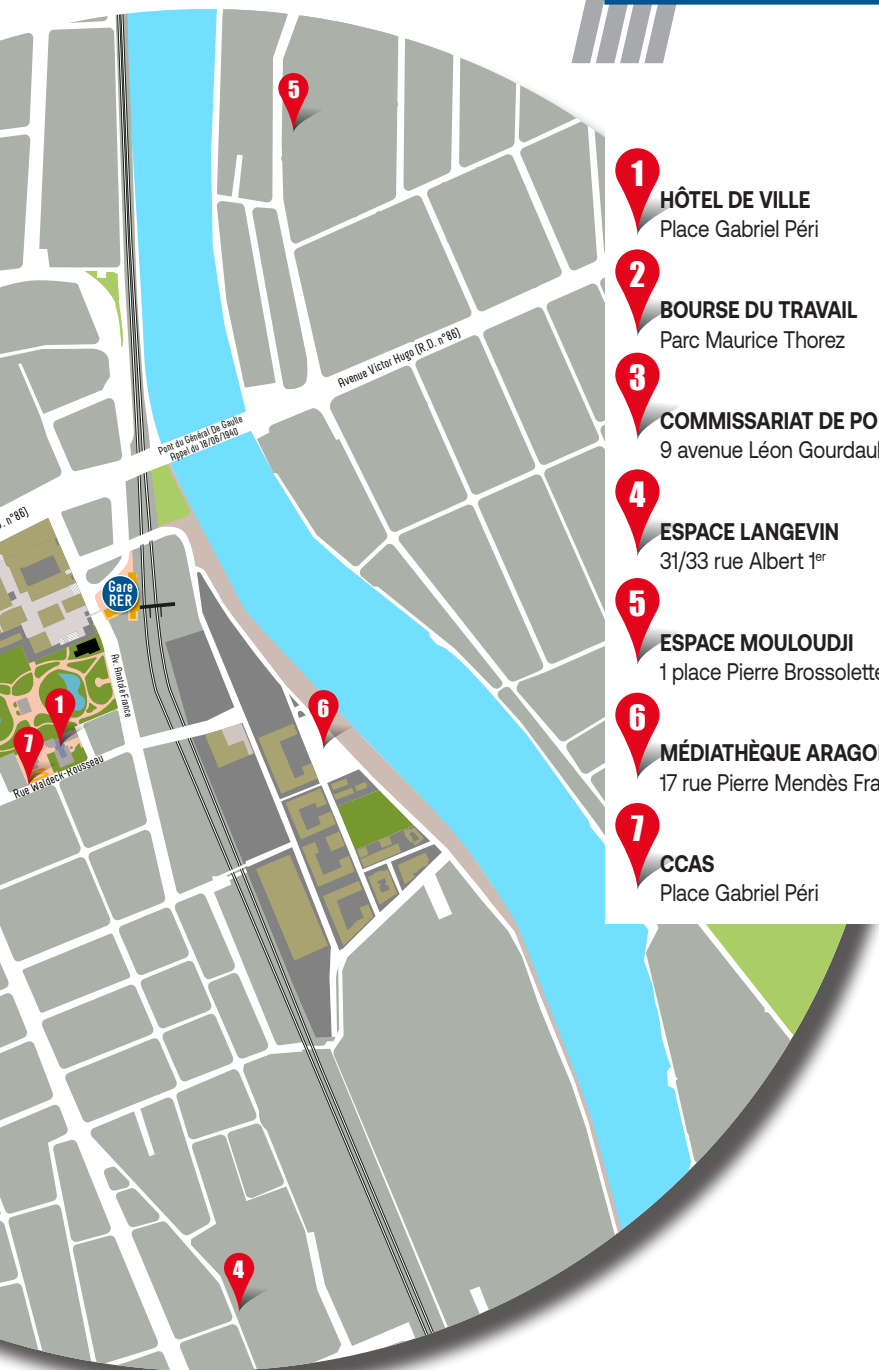 5
Avenue Victor Hugo (R.D. n°86)
Pont du Général De Gaulle
Appel du 18/06/1940
n°86)
Gare
RER
Av. Anatole France
1
7
Rue Waldeck-Rousseau
6
4
1
HÔTEL DE VILLE
Place Gabriel Péri
2
BOURSE DU TRAVAIL
Parc Maurice Thorez
3
COMMISSARIAT DE PO
9 avenue Léon Gourdaul
4
ESPACE LANGEVIN
31/33 rue Albert 1er
5
ESPACE MOULOUDJI
1 place Pierre Brossolette
6
MÉDIATHÈQUE ARAGO
17 rue Pierre Mendès Fra
7
CCAS
Place Gabriel Péri